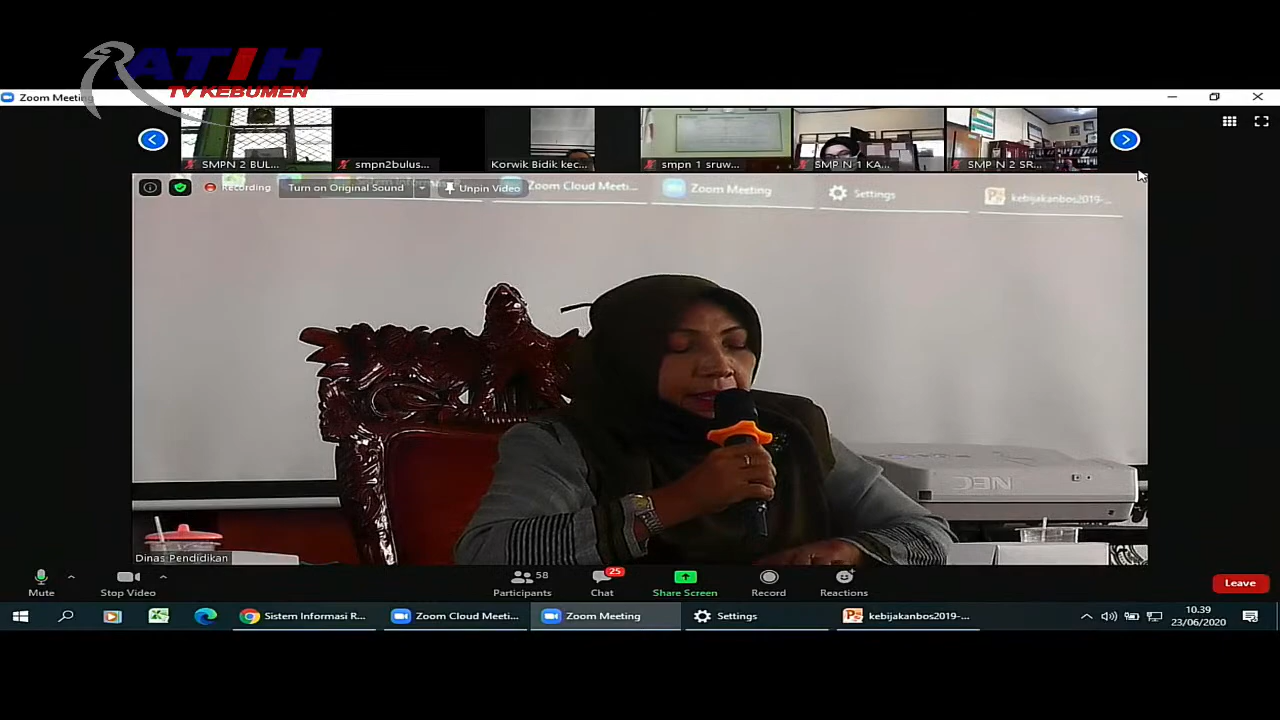 RATIH
TV KEBUMEN
Zoom Meeting
SMPN 2 BUL...
smpn2bulus...
Korwik Bidik kec...
smpn 1 sruw...
SMP N 1 KA...
SMP N 2 SR...
Recording
Turn on Original Sound
Unpin Video
Zoom Cloud Meeti...
Zoom Meeting
Settings
kebijakanbos2019-...
NEC
Dinas Pendidikan
Mute
Stop Video
58
Participants
25
Chat
Share Screen
Record
Reactions
Leave
Sistem Informasi R...
Zoom Cloud Meeti...
Zoom Meeting
Settings
kebijakanbos2019-...
10.39
23/06/2020